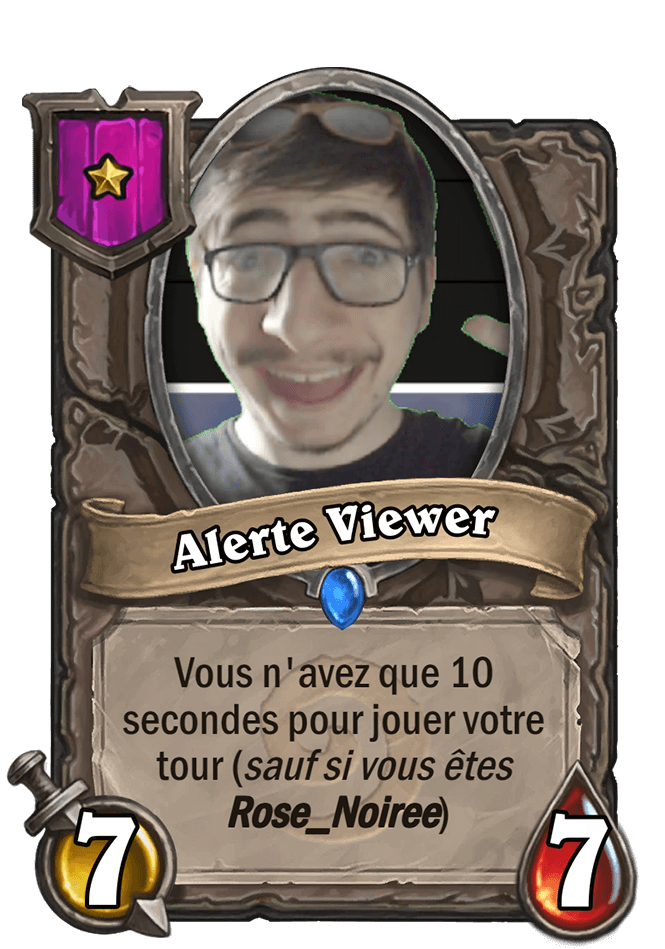 Alerte Viewer
Vous n'avez que 10
secondes pour jouer votre
tour (sauf si vous êtes
Rose_Noiree)
7
7